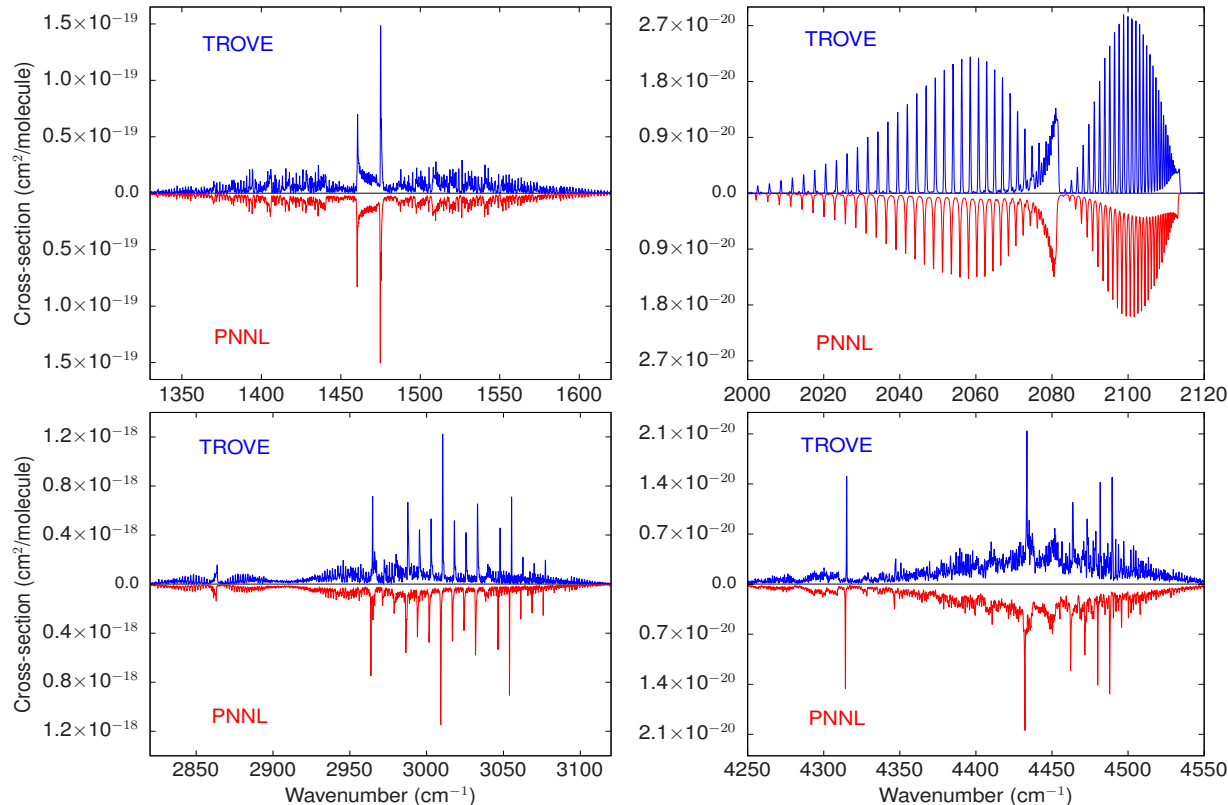 Cross-section (cm²/molecule)
TROVE
PNNL
1.5×10⁻¹⁹
1.0×10⁻¹⁹
0.5×10⁻¹⁹
0.0
0.5×10⁻¹⁹
1.0×10⁻¹⁹
1.5×10⁻¹⁹
1350 1400 1450 1500 1550 1600
TROVE
PNNL
2.7×10⁻²⁰
1.8×10⁻²⁰
0.9×10⁻²⁰
0.0
0.9×10⁻²⁰
1.8×10⁻²⁰
2.7×10⁻²⁰
2000 2020 2040 2060 2080 2100 2120
Cross-section (cm²/molecule)
TROVE
PNNL
1.2×10⁻¹⁸
0.8×10⁻¹⁸
0.4×10⁻¹⁸
0.0
0.4×10⁻¹⁸
0.8×10⁻¹⁸
1.2×10⁻¹⁸
2850 2900 2950 3000 3050 3100
Wavenumber (cm⁻¹)
TROVE
PNNL
2.1×10⁻²⁰
1.4×10⁻²⁰
0.7×10⁻²⁰
0.0
0.7×10⁻²⁰
1.4×10⁻²⁰
2.1×10⁻²⁰
4250 4300 4350 4400 4450 4500 4550
Wavenumber (cm⁻¹)